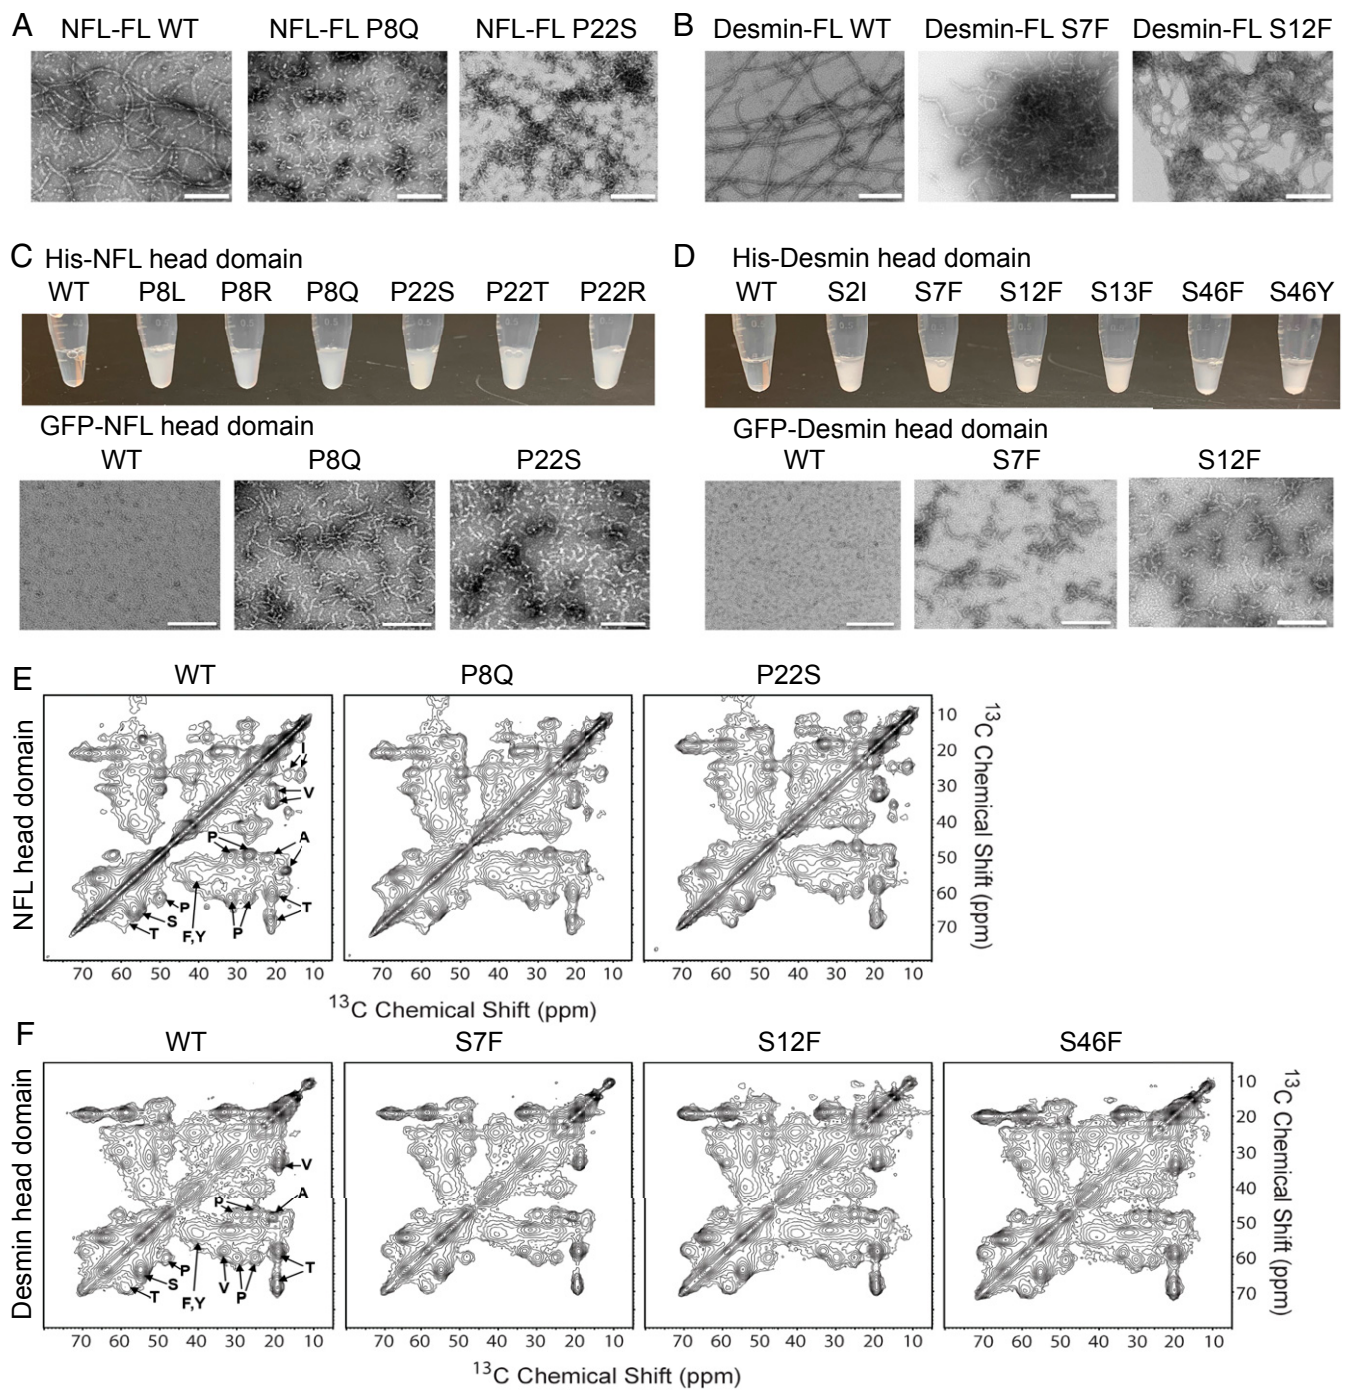 A NFL-FL WT NFL-FL P8Q NFL-FL P22S B Desmin-FL WT Desmin-FL S7F Desmin-FL S12F
C His-NFL head domain D His-Desmin head domain
WT P8L P8R P8Q P22S P22T P22R WT S2I S7F S12F S13F S46F S46Y
GFP-NFL head domain GFP-Desmin head domain
WT P8Q P22S WT S7F S12F
E WT P8Q P22S
NFL head domain
I
V
P A
P
S
T F,Y P T
10
20
30
40
50
60
70
13C Chemical Shift (ppm)
70 60 50 40 30 20 10 70 60 50 40 30 20 10 70 60 50 40 30 20 10
13C Chemical Shift (ppm)
F WT S7F S12F S46F
Desmin head domain
V
P A
P
S
T F,Y V P T
10
20
30
40
50
60
70
13C Chemical Shift (ppm)
70 60 50 40 30 20 10 70 60 50 40 30 20 10 70 60 50 40 30 20 10 70 60 50 40 30 20 10
13C Chemical Shift (ppm)